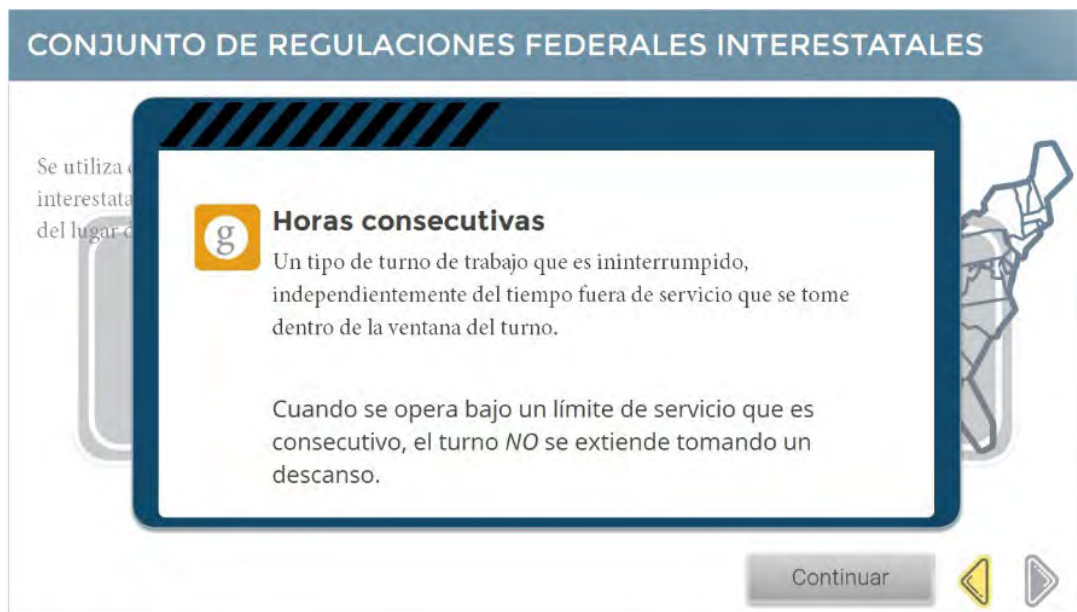 CONJUNTO DE REGULACIONES FEDERALES INTERESTATALES
Se utiliza
interestata
del lugar
g
Horas consecutivas
Un tipo de turno de trabajo que es ininterrumpido,
independientemente del tiempo fuera de servicio que se tome
dentro de la ventana del turno.
Cuando se opera bajo un límite de servicio que es
consecutivo, el turno NO se extiende tomando un
descanso.
Continuar